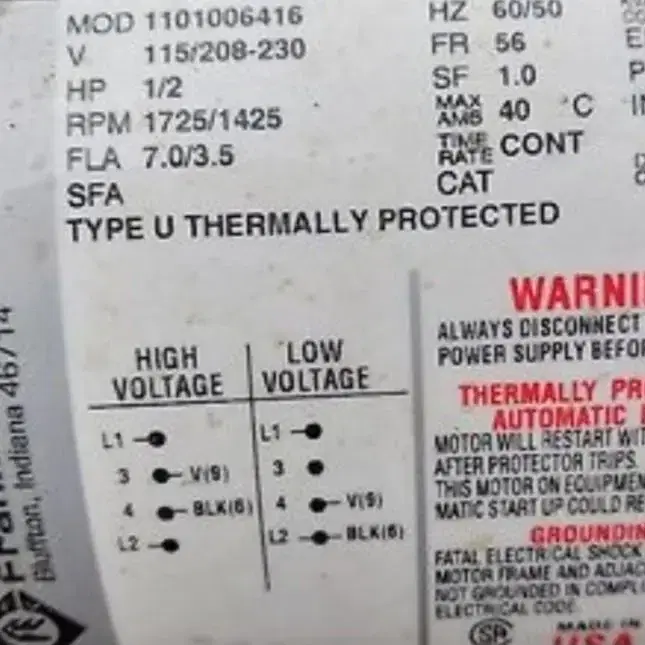 MOD 1101006416
V 115/208-230
HP 1/2
RPM 1725/1425
FLA 7.0/3.5
SFA
TYPE U THERMALLY PROTECTED
HZ 60/50
FR 56
SF 1.0
MAX AMB 40 °C
TIME RATE CONT
CAT
HIGH VOLTAGE
L1
3 V(9)
4 BLK(6)
L2
LOW VOLTAGE
L1
3
4 V(9)
L2 BLK(6)
WARNI
ALWAYS DISCONNECT
POWER SUPPLY BEFO
THERMALLY PR
AUTOMATIC
MOTOR WILL RESTART WIT
AFTER PROTECTOR TRIPS.
THIS MOTOR ON EQUIPME
MATIC START UP COULD RE
GROUNDIN
FATAL ELECTRICAL SHOCK
MOTOR FRAME AND ADJAC
NOT GROUNDED IN COMPL
ELECTRICAL CODE.
MADE IN
USA
Bluffton, Indiana 46714